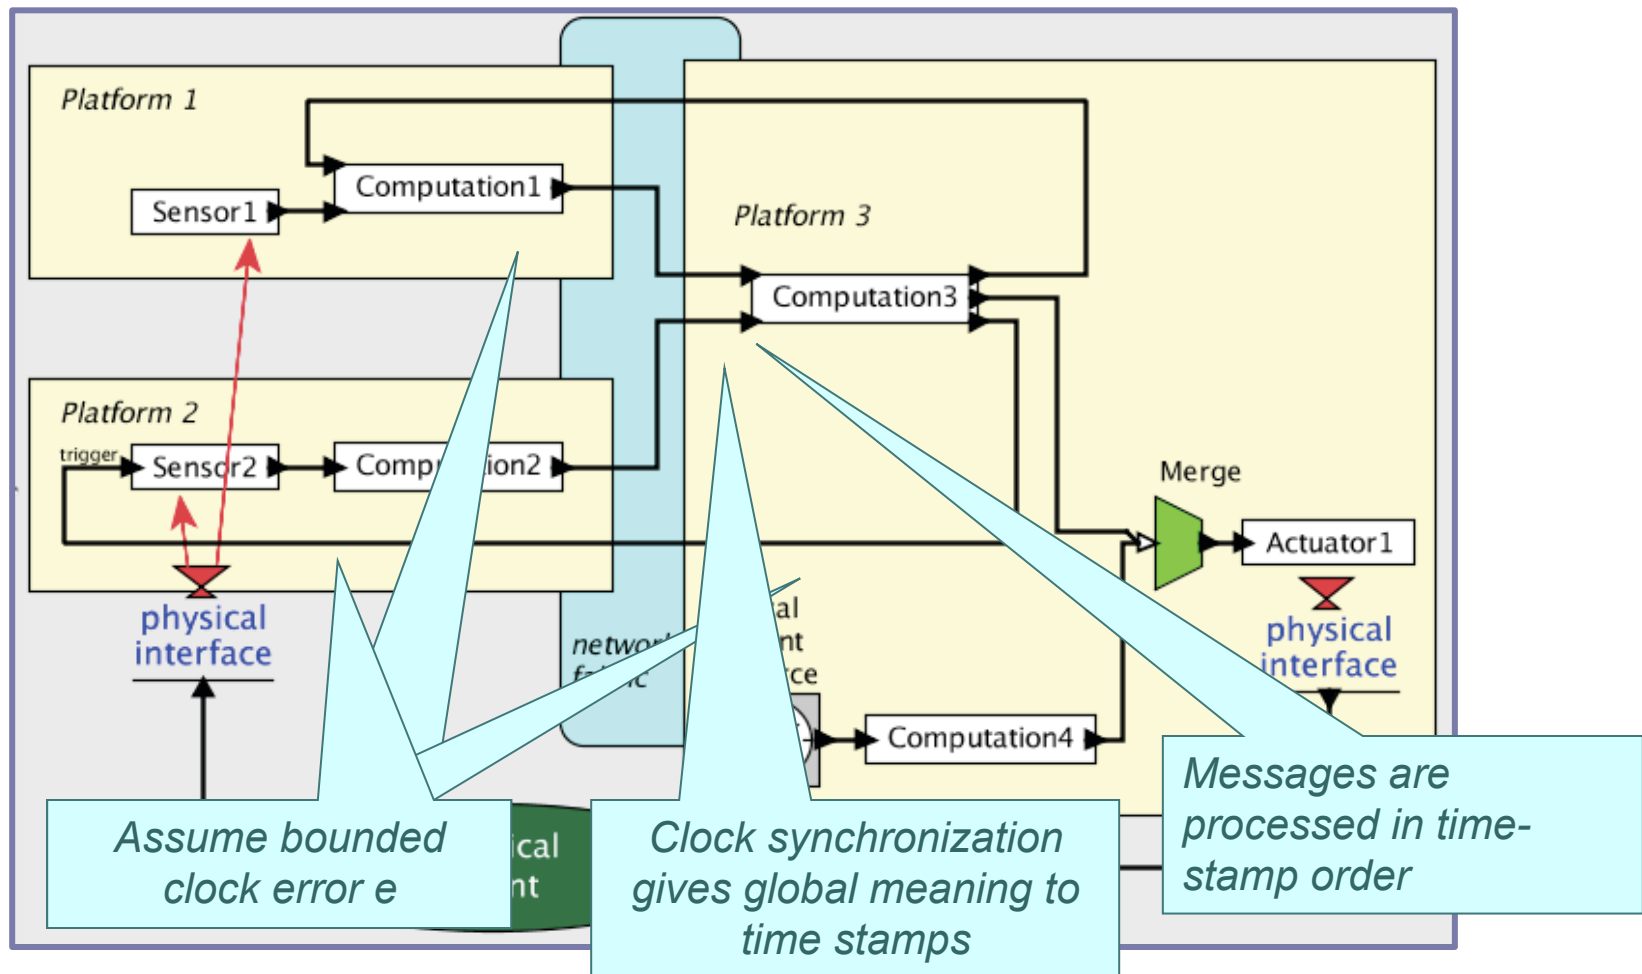 Platform 1
Computation1
Sensor1
Platform 3
Computation3
Platform 2
trigger
Sensor2
Merge
Actuator1
physical
interface
physical
interface
Computation4
Assume bounded
clock error e
Clock synchronization
gives global meaning to
time stamps
Messages are
processed in time-
stamp order